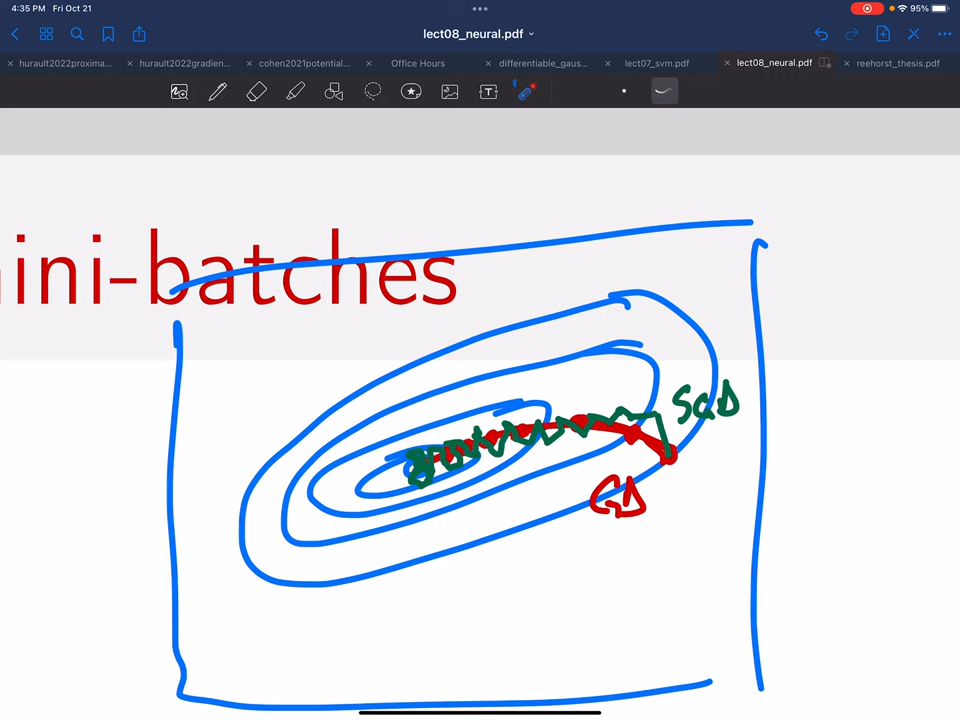 4:35 PM Fri Oct 21
95%
lect08_neural.pdf
hurault2022proxima...
hurault2022gradien...
cohen2021potential...
Office Hours
differentiable_gaus...
lect07_svm.pdf
lect08_neural.pdf
reehorst_thesis.pdf
T
ini-batches
SGD
GD